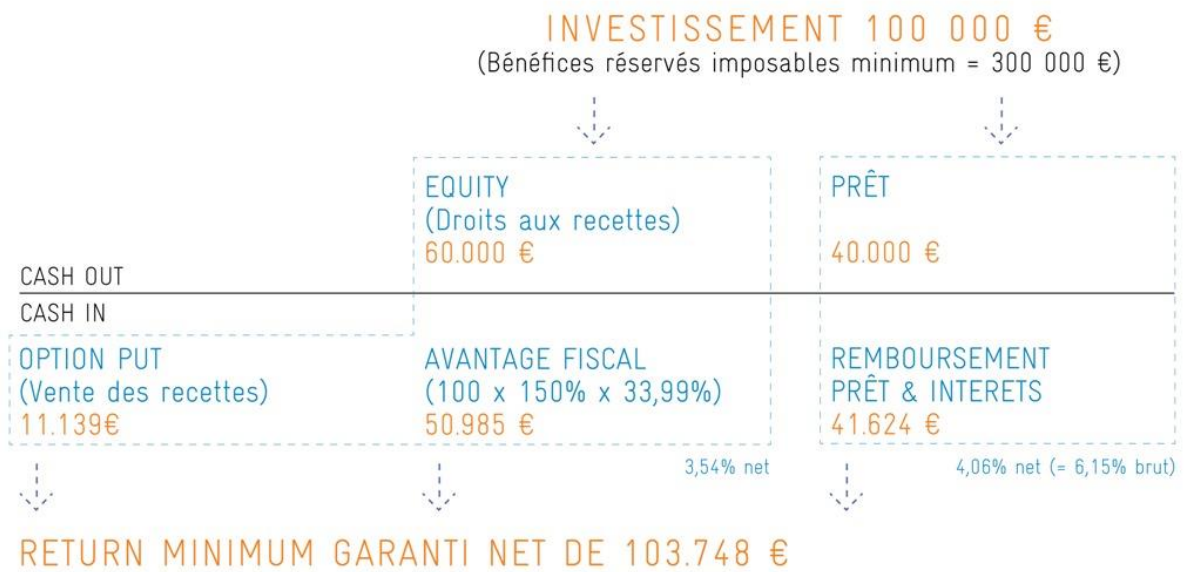 INVESTISSEMENT 100 000 €
(Bénéfices réservés imposables minimum = 300 000 €)
EQUITY
(Droits aux recettes)
60.000 €
PRÊT
40.000 €
CASH OUT
CASH IN
OPTION PUT
(Vente des recettes)
11.139€
AVANTAGE FISCAL
(100 x 150% x 33,99%)
50.985 €
REMBOURSEMENT
PRÊT & INTERETS
41.624 €
3,54% net
4,06% net (= 6,15% brut)
RETURN MINIMUM GARANTI NET DE 103.748 €